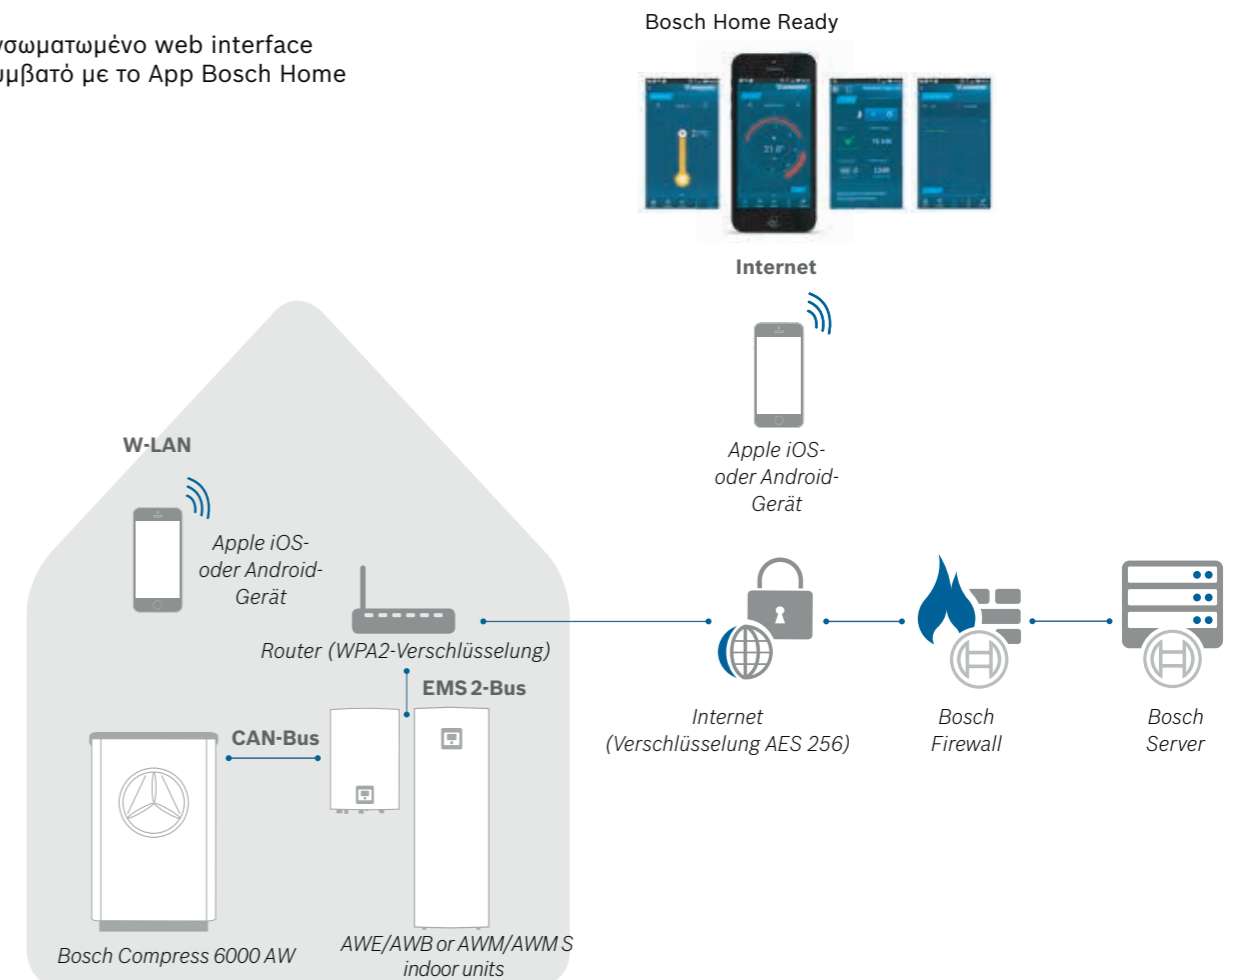 web interface
με το App Bosch Home
Bosch Home Ready
21.0°
Internet
Apple iOS-
oder Android-
Gerät
W-LAN
Apple iOS-
oder Android-
Gerät
Router (WPA2-Verschlüsselung)
EMS 2-Bus
CAN-Bus
Internet
(Verschlüsselung AES 256)
Bosch
Firewall
Bosch
Server
Bosch Compress 6000 AW
AWE/AWB or AWM/AWM S
indoor units